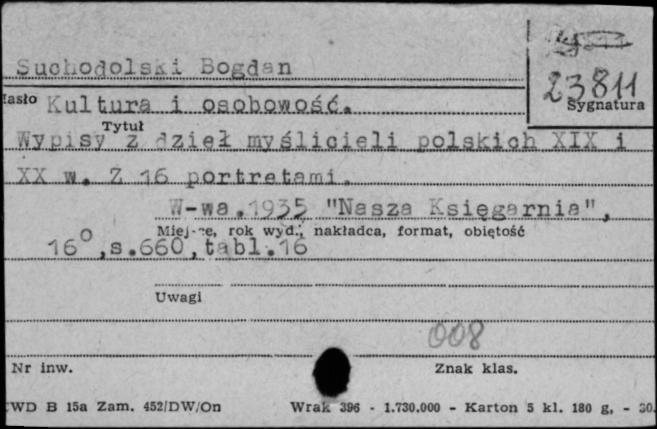 Suchodolski Bogdan
23811
Sygnatura
Hasło Kultura i osobowość.
Tytuł
Wypisy z dzieł myślicieli polskich XIX i
XX w. Z 16 portretami.
W-wa.1935 "Nasza Księgarnia",
Miejsce, rok wyd., nakładca, format, objętość
16°,s.660,tabl.16
Uwagi
008
Nr inw.
Znak klas.
CWD B 15a Zam. 452/DW/On Wrak 396 - 1.730.000 - Karton 5 kl. 180 g. - 30.